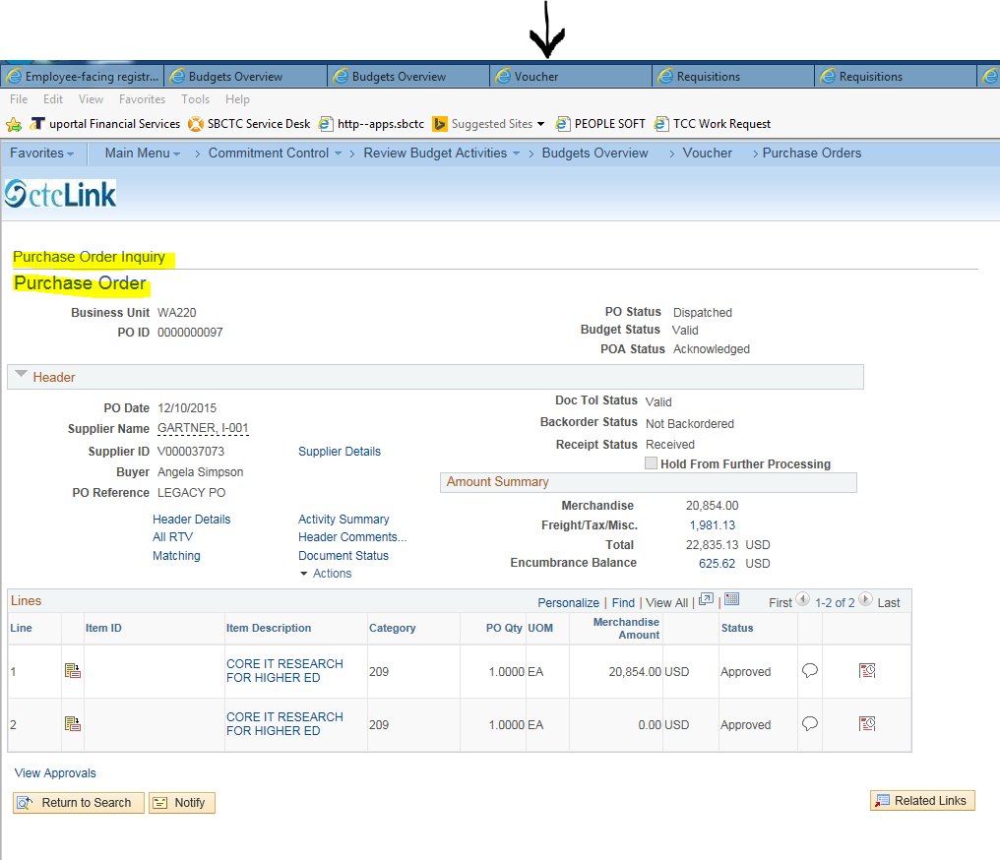 Employee-facing registr... Budgets Overview Budgets Overview Voucher Requisitions Requisitions
File Edit View Favorites Tools Help
uportal Financial Services SBCTC Service Desk http--apps.sbctc Suggested Sites PEOPLE SOFT TCC Work Request
Favorites Main Menu > Commitment Control > Review Budget Activities > Budgets Overview > Voucher > Purchase Orders
ctcLink
Purchase Order Inquiry
Purchase Order
Business Unit WA220 PO Status Dispatched
PO ID 0000000097 Budget Status Valid
POA Status Acknowledged
Header
PO Date 12/10/2015 Doc Tol Status Valid
Supplier Name GARTNER, I-001 Backorder Status Not Backordered
Supplier ID V000037073 Supplier Details Receipt Status Received
Buyer Angela Simpson Hold From Further Processing
PO Reference LEGACY PO Amount Summary
Merchandise 20,854.00
Header Details Activity Summary Freight/Tax/Misc. 1,981.13
All RTV Header Comments... Total 22,835.13 USD
Matching Document Status Encumbrance Balance 625.62 USD
Actions
Lines Personalize | Find | View All | | First 1-2 of 2 Last
Line Item ID Item Description Category PO Qty UOM Merchandise Amount Status
1 CORE IT RESEARCH FOR HIGHER ED 209 1.0000 EA 20,854.00 USD Approved
2 CORE IT RESEARCH FOR HIGHER ED 209 1.0000 EA 0.00 USD Approved
View Approvals
Return to Search Notify Related Links